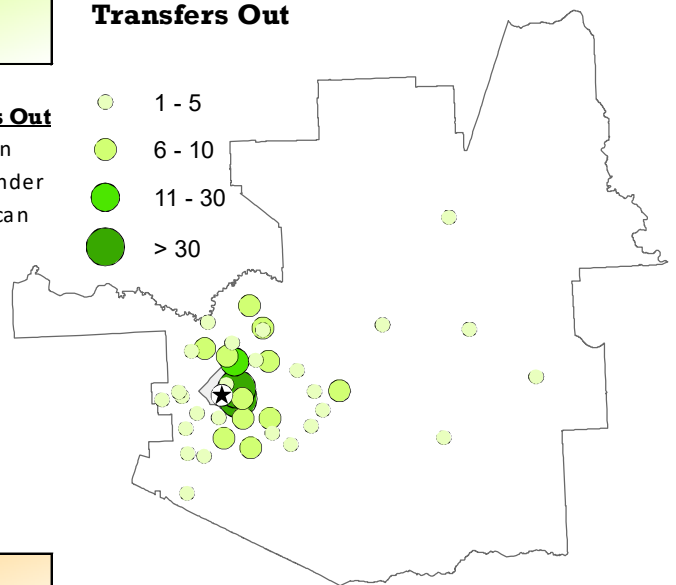 Transfers Out
s Out
n
nder
can
1 - 5
6 - 10
11 - 30
> 30